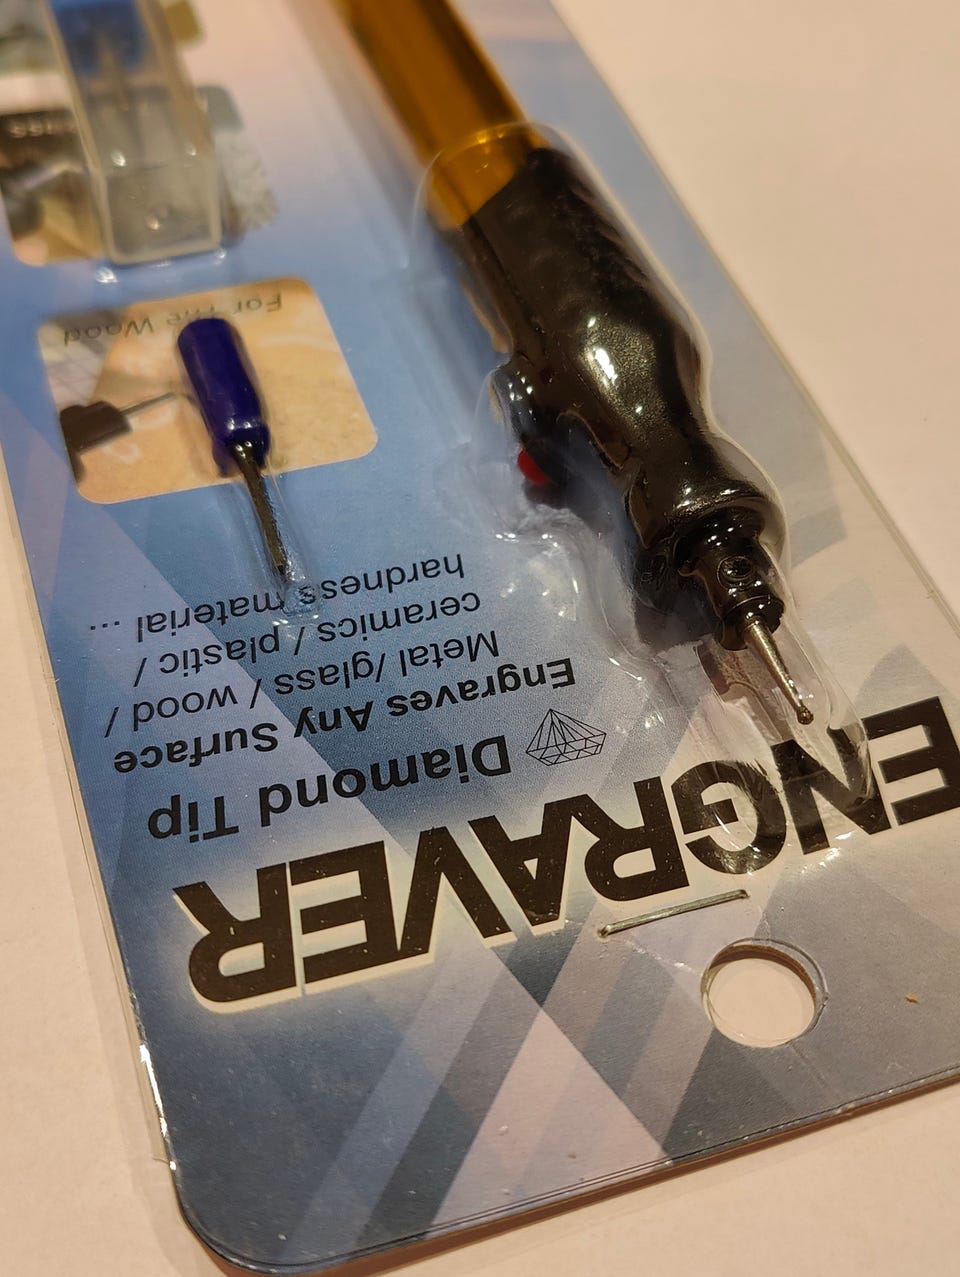 ENGRAVER
Diamond Tip
Engraves Any Surface
Metal/glass / wood /
ceramics / plastic /
hardness material ...
For The Wood